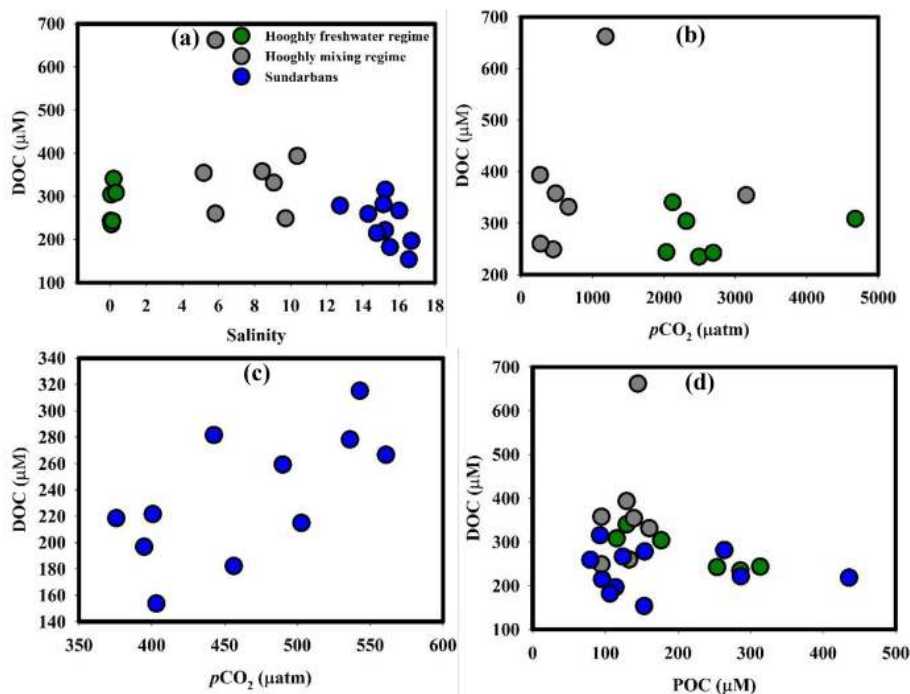 (a)
Hooghly freshwater regime
Hooghly mixing regime
Sundarbans
DOC (µM)
700
600
500
400
300
200
100
0 2 4 6 8 10 12 14 16 18
Salinity
(b)
DOC (µM)
700
600
500
400
300
200
0 1000 2000 3000 4000 5000
pCO₂ (µatm)
(c)
DOC (µM)
340
320
300
280
260
240
220
200
180
160
140
350 400 450 500 550 600
pCO₂ (µatm)
(d)
DOC (µM)
700
600
500
400
300
200
100
0 100 200 300 400 500
POC (µM)